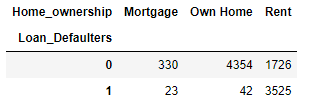 Home_ownership Mortgage Own Home Rent
Loan_Defaulters
0 330 4354 1726
1 23 42 3525